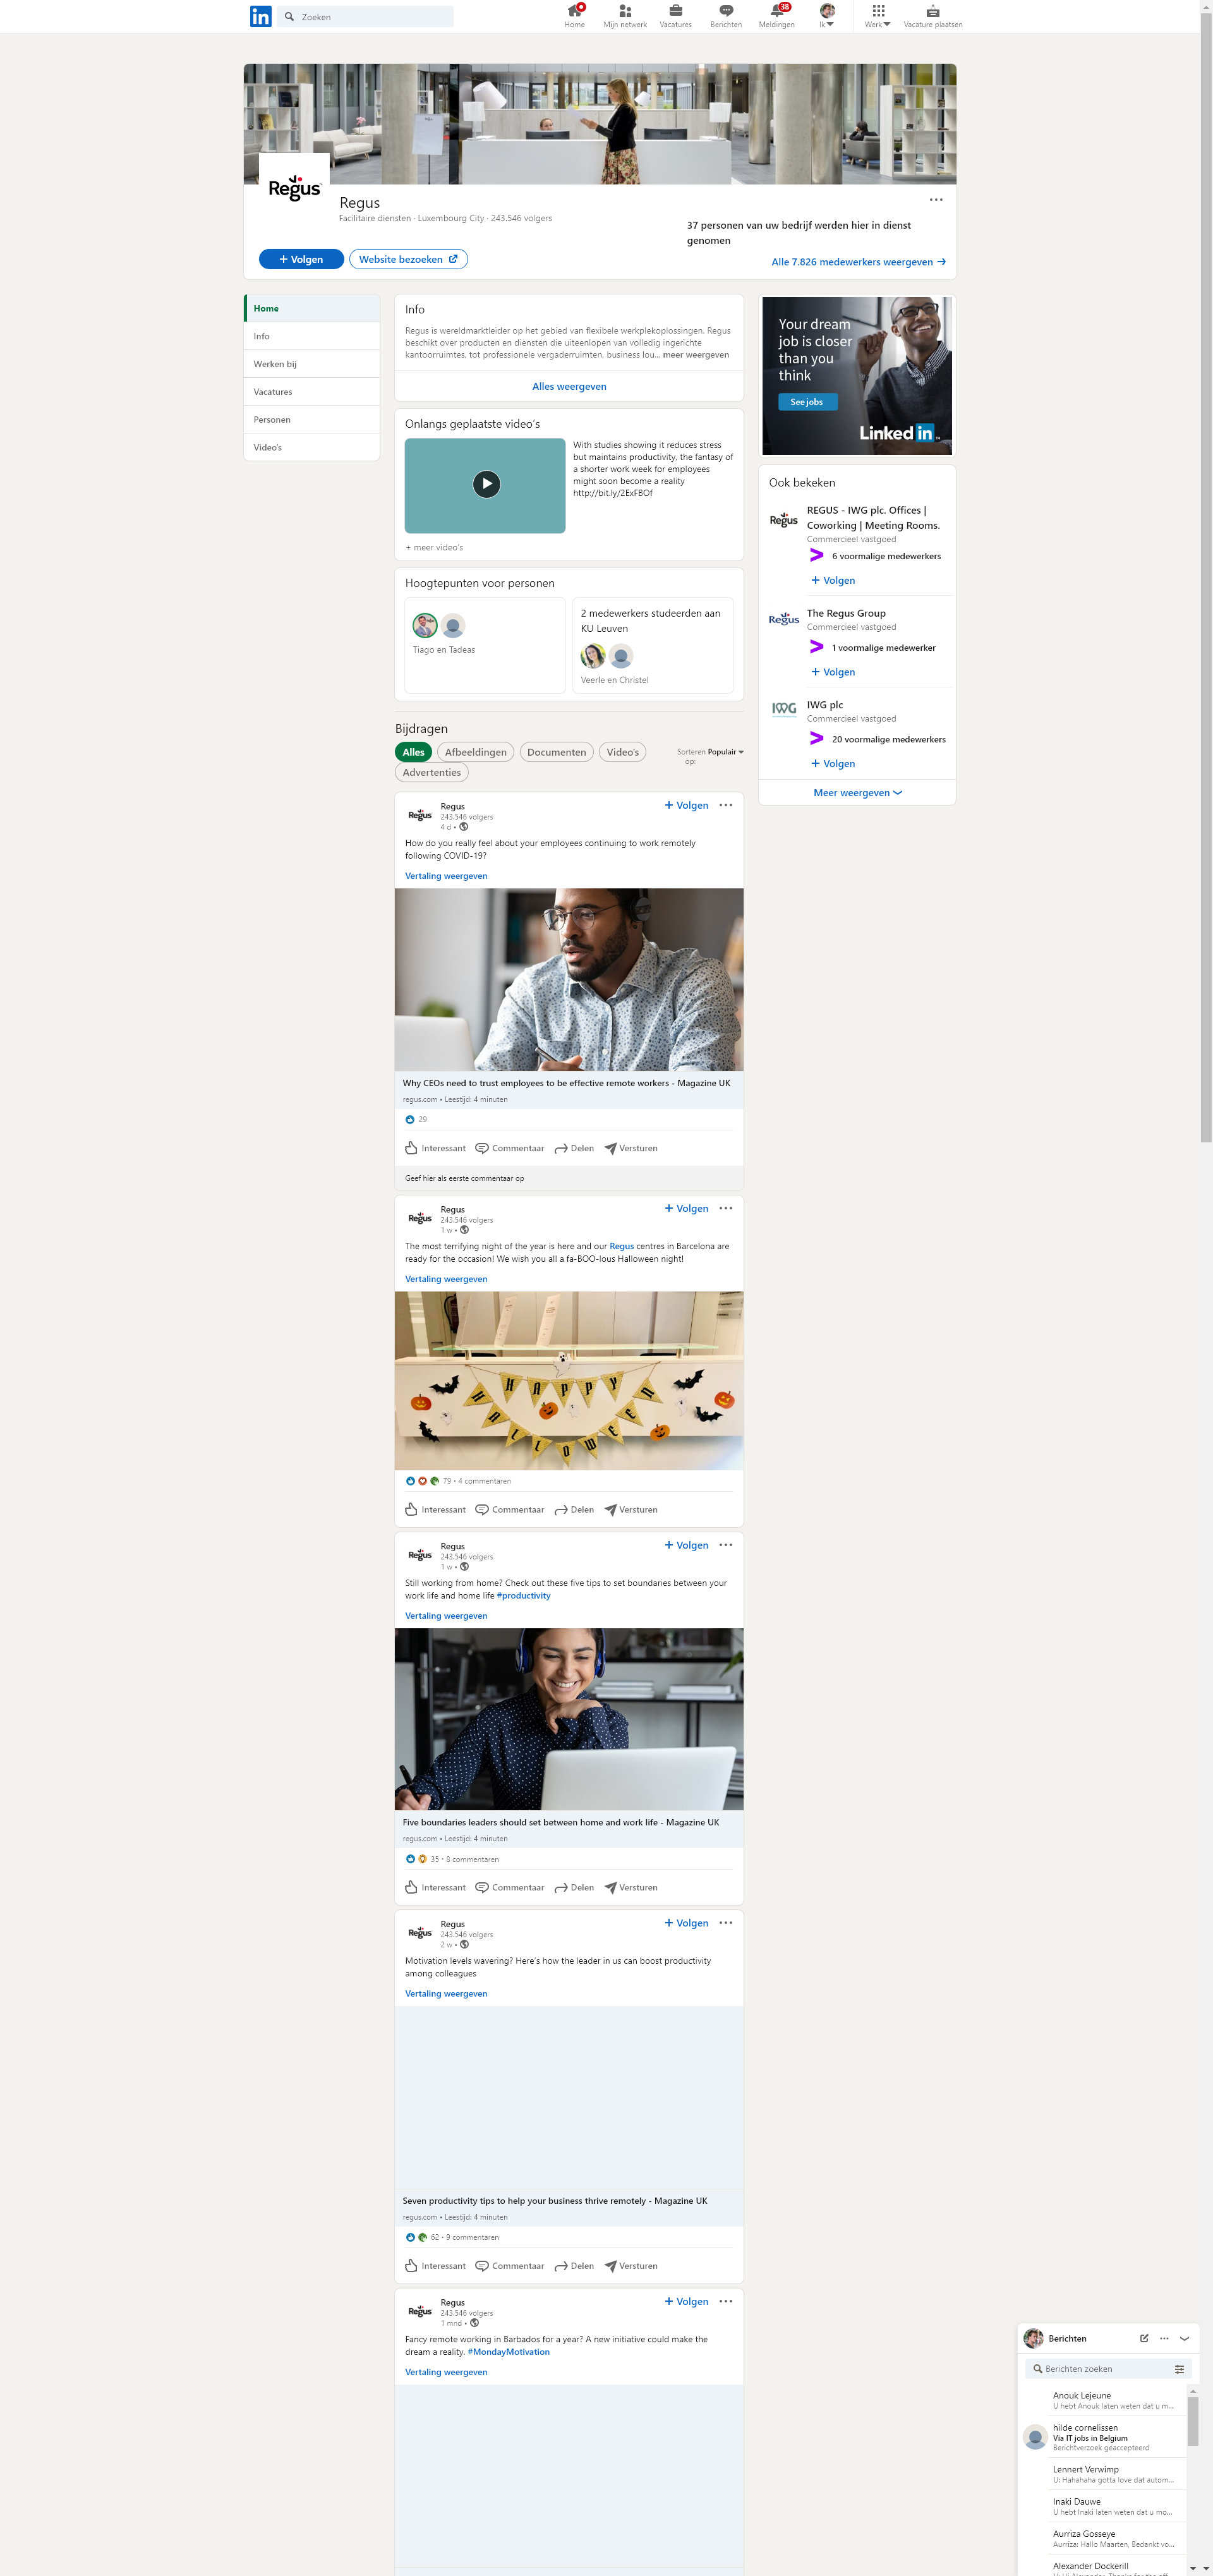 in
Zoeken
Home
Mijn netwerk
Vacatures
Berichten
38
Meldingen
Ik
Werk
Vacature plaatsen
Regus
Regus
Facilitaire diensten · Luxembourg City · 243.546 volgers
37 personen van uw bedrijf werden hier in dienst
genomen
+ Volgen
Website bezoeken
Alle 7.826 medewerkers weergeven →
Home
Info
Werken bij
Vacatures
Personen
Video's
Info
Regus is wereldmarktleider op het gebied van flexibele werkplekoplossingen. Regus
beschikt over producten en diensten die uiteenlopen van volledig ingerichte
kantoorruimtes, tot professionele vergaderruimten, business lou... meer weergeven
Alles weergeven
Onlangs geplaatste video's
With studies showing it reduces stress
but maintains productivity, the fantasy of
a shorter work week for employees
might soon become a reality
http://bit.ly/2ExFBOf
+ meer video's
Hoogtepunten voor personen
Tiago en Tadeas
2 medewerkers studeerden aan
KU Leuven
Veerle en Christel
Your dream
job is closer
than you
think
See jobs
Linked in
Ook bekeken
Regus
REGUS - IWG plc. Offices |
Coworking | Meeting Rooms.
Commercieel vastgoed
6 voormalige medewerkers
+ Volgen
Regus
The Regus Group
Commercieel vastgoed
1 voormalige medewerker
+ Volgen
IWG
IWG plc
Commercieel vastgoed
20 voormalige medewerkers
+ Volgen
Meer weergeven
Bijdragen
Alles
Afbeeldingen
Documenten
Video's
Advertenties
Sorteren op: Populair
Regus
Regus
243.546 volgers
4 d •
+ Volgen
How do you really feel about your employees continuing to work remotely
following COVID-19?
Vertaling weergeven
Why CEOs need to trust employees to be effective remote workers - Magazine UK
regus.com • Leestijd: 4 minuten
29
Interessant
Commentaar
Delen
Versturen
Geef hier als eerste commentaar op
Regus
Regus
243.546 volgers
1 w •
+ Volgen
The most terrifying night of the year is here and our Regus centres in Barcelona are
ready for the occasion! We wish you all a fa-BOO-lous Halloween night!
Vertaling weergeven
HAPPY
HALLOWEEN
79 · 4 commentaren
Interessant
Commentaar
Delen
Versturen
Regus
Regus
243.546 volgers
1 w •
+ Volgen
Still working from home? Check out these five tips to set boundaries between your
work life and home life #productivity
Vertaling weergeven
Five boundaries leaders should set between home and work life - Magazine UK
regus.com • Leestijd: 4 minuten
35 · 8 commentaren
Interessant
Commentaar
Delen
Versturen
Regus
Regus
243.546 volgers
2 w •
+ Volgen
Motivation levels wavering? Here's how the leader in us can boost productivity
among colleagues
Vertaling weergeven
Seven productivity tips to help your business thrive remotely - Magazine UK
regus.com • Leestijd: 4 minuten
62 · 9 commentaren
Interessant
Commentaar
Delen
Versturen
Regus
Regus
243.546 volgers
1 mnd •
+ Volgen
Fancy remote working in Barbados for a year? A new initiative could make the
dream a reality. #MondayMotivation
Vertaling weergeven
Berichten
Berichten zoeken
Anouk Lejeune
U hebt Anouk laten weten dat u m...
hilde cornelissen
Via IT jobs in Belgium
Berichtverzoek geaccepteerd
Lennert Verwimp
U: Hahahaha gotta love dat autom...
Inaki Dauwe
U hebt Inaki laten weten dat u mo...
Aurriza Gosseye
Aurriza: Hallo Maarten, Bedankt vo...
Alexander Dockerill